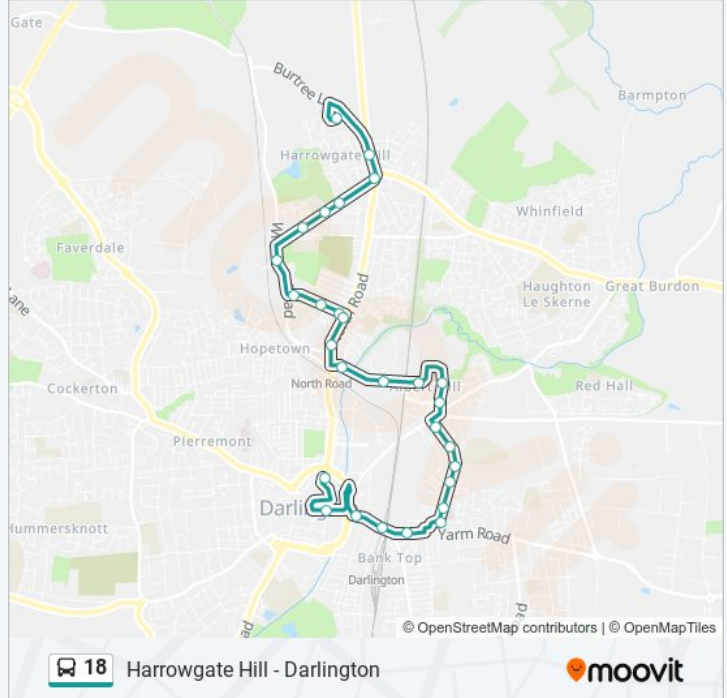 Gate
Burtree L
Barmpton
Harrowgate Hill
Whinfield
Faverdale
Road
Haughton
Le Skerne
Great Burdon
Lane
Hopetown
North Road
Cockerton
Red Hall
Pierremont
Darling
Hummersknott
Yarm Road
Bank Top
Darlington
© OpenStreetMap contributors | © OpenMapTiles
18 Harrowgate Hill - Darlington
moovit